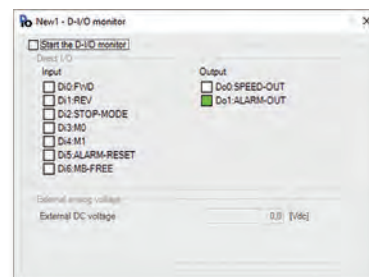 New1 - D-I/O monitor
Start the D-I/O monitor
Direct I/O
Input
Output
Di0:FWD
Do0:SPEED-OUT
Di1:REV
Do1:ALARM-OUT
Di2:STOP-MODE
Di3:M0
Di4:M1
Di5:ALARM-RESET
Di6:MB-FREE
External analog voltage
External DC voltage
0.0 [Vdc]